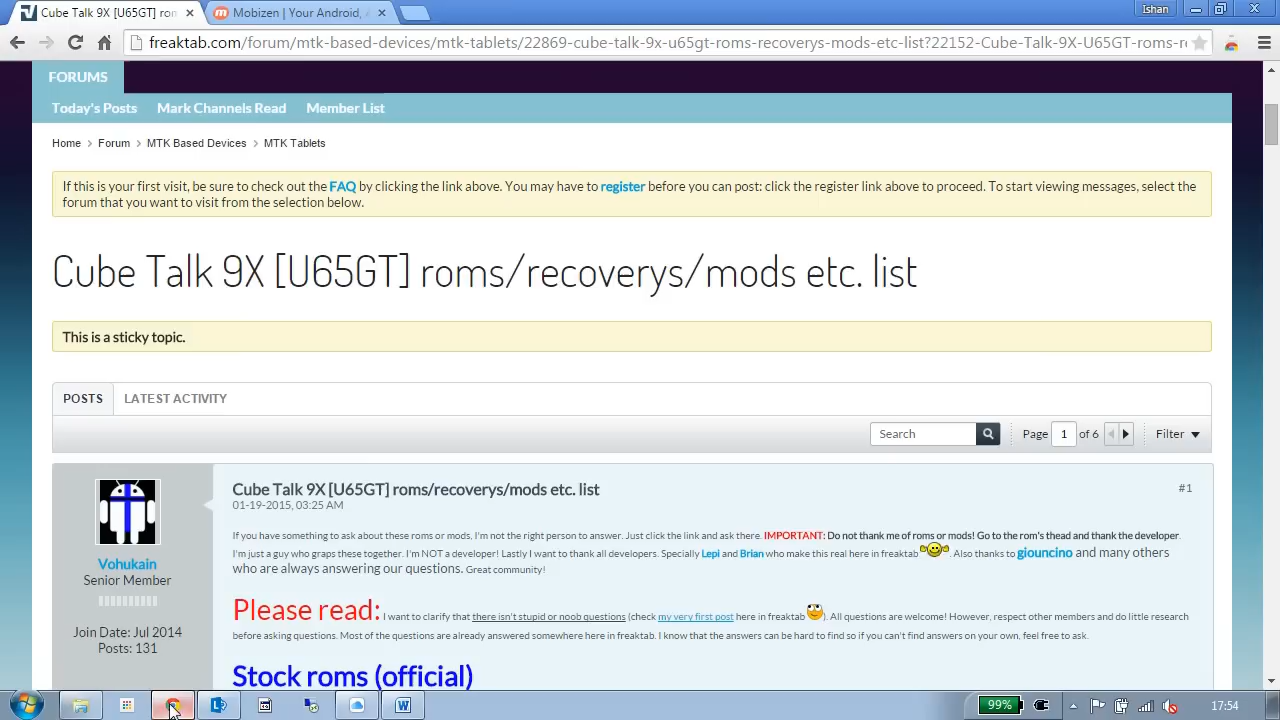 Cube Talk 9X [U65GT] rom
Mobizen | Your Android,
Ishan
freaktab.com/forum/mtk-based-devices/mtk-tablets/22869-cube-talk-9x-u65gt-roms-recoverys-mods-etc-list?22152-Cube-Talk-9X-U65GT-roms-r
FORUMS
Today's Posts Mark Channels Read Member List
Home > Forum > MTK Based Devices > MTK Tablets
If this is your first visit, be sure to check out the FAQ by clicking the link above. You may have to register before you can post: click the register link above to proceed. To start viewing messages, select the
forum that you want to visit from the selection below.
Cube Talk 9X [U65GT] roms/recoverys/mods etc. list
This is a sticky topic.
POSTS LATEST ACTIVITY
Search Page 1 of 6 Filter
Cube Talk 9X [U65GT] roms/recoverys/mods etc. list #1
01-19-2015, 03:25 AM
If you have something to ask about these roms or mods, I'm not the right person to answer. Just click the link and ask there. IMPORTANT: Do not thank me of roms or mods! Go to the rom's thead and thank the developer.
I'm just a guy who graps these together. I'm NOT a developer! Lastly I want to thank all developers. Specially Lepi and Brian who make this real here in freaktab Also thanks to giouncino and many others
who are always answering our questions. Great community!
Vohukain
Senior Member
Join Date: Jul 2014
Posts: 131
Please read: I want to clarify that there isn't stupid or noob questions (check my very first post here in freaktab ). All questions are welcome! However, respect other members and do little research
before asking questions. Most of the questions are already answered somewhere here in freaktab. I know that the answers can be hard to find so if you can't find answers on your own, feel free to ask.
Stock roms (official)
99%
17:54